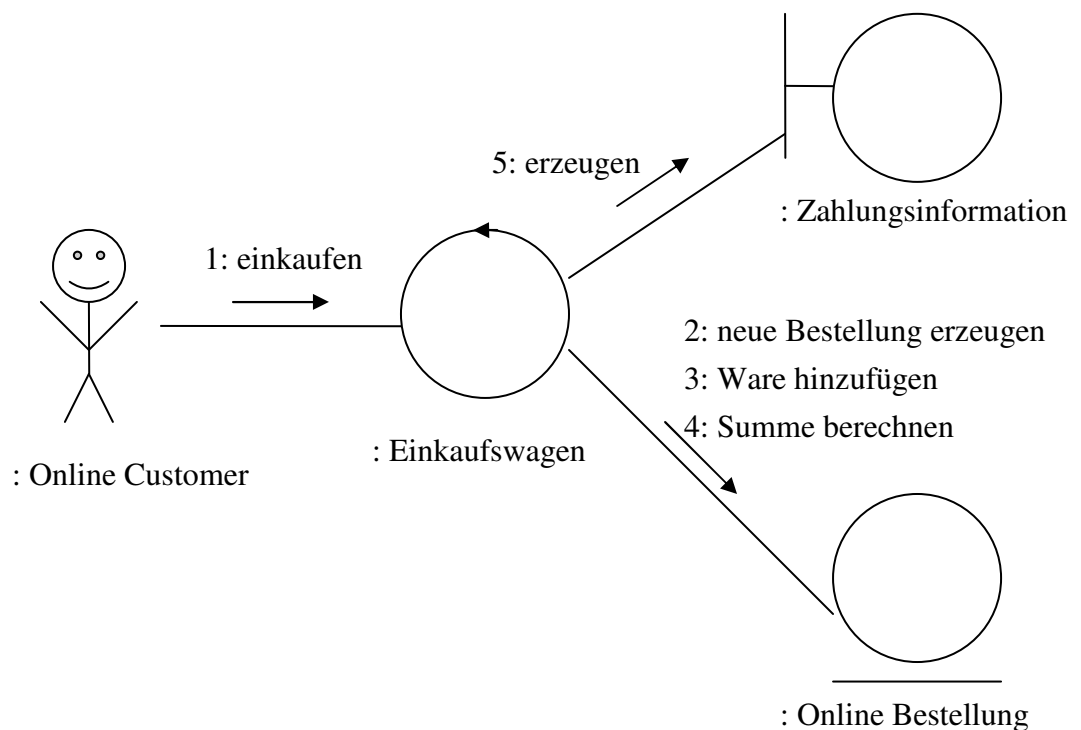 5: erzeugen
: Zahlungsinformation
1: einkaufen
2: neue Bestellung erzeugen
3: Ware hinzufügen
4: Summe berechnen
: Einkaufswagen
: Online Customer
: Online Bestellung